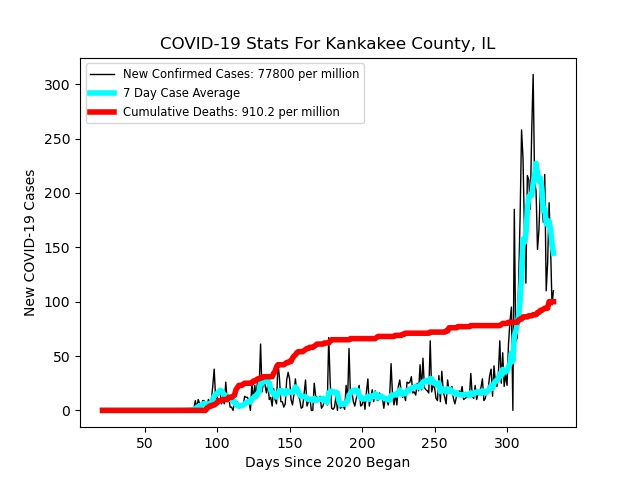 COVID-19 Stats For Kankakee County, IL
New Confirmed Cases: 77800 per million
7 Day Case Average
Cumulative Deaths: 910.2 per million
300
250
200
150
100
50
0
New COVID-19 Cases
50 100 150 200 250 300
Days Since 2020 Began